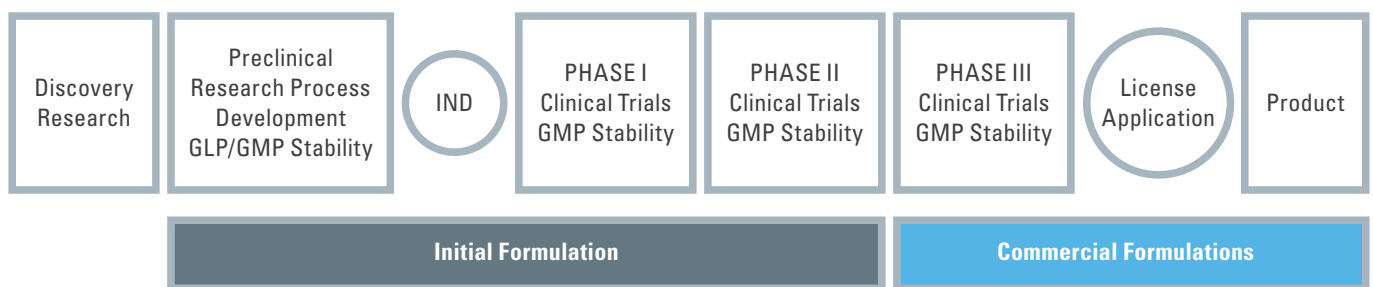 Discovery
Research
Preclinical
Research Process
Development
GLP/GMP Stability
IND
PHASE I
Clinical Trials
GMP Stability
PHASE II
Clinical Trials
GMP Stability
PHASE III
Clinical Trials
GMP Stability
License
Application
Product
Initial Formulation
Commercial Formulations